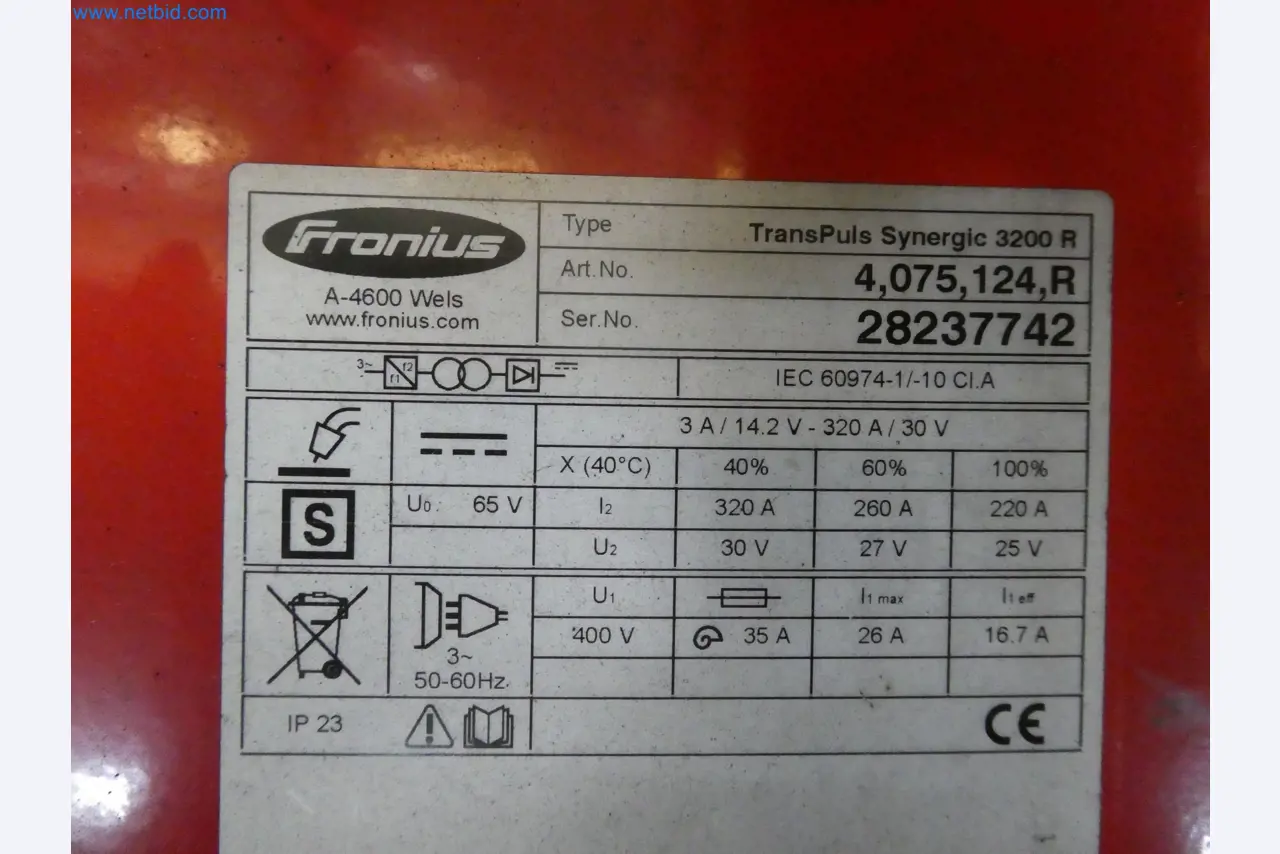 www.netbid.com
Fronius
A-4600 Wels
www.fronius.com
Type TransPuls Synergic 3200 R
Art.No. 4,075,124,R
Ser.No. 28237742
3~ f1 f2
IEC 60974-1/-10 Cl.A
3 A / 14.2 V - 320 A / 30 V
X (40°C) 40% 60% 100%
S
U0 65 V
I2 320 A 260 A 220 A
U2 30 V 27 V 25 V
U1 I1 max I1 eff
400 V 35 A 26 A 16.7 A
3~
50-60Hz
IP 23
CE